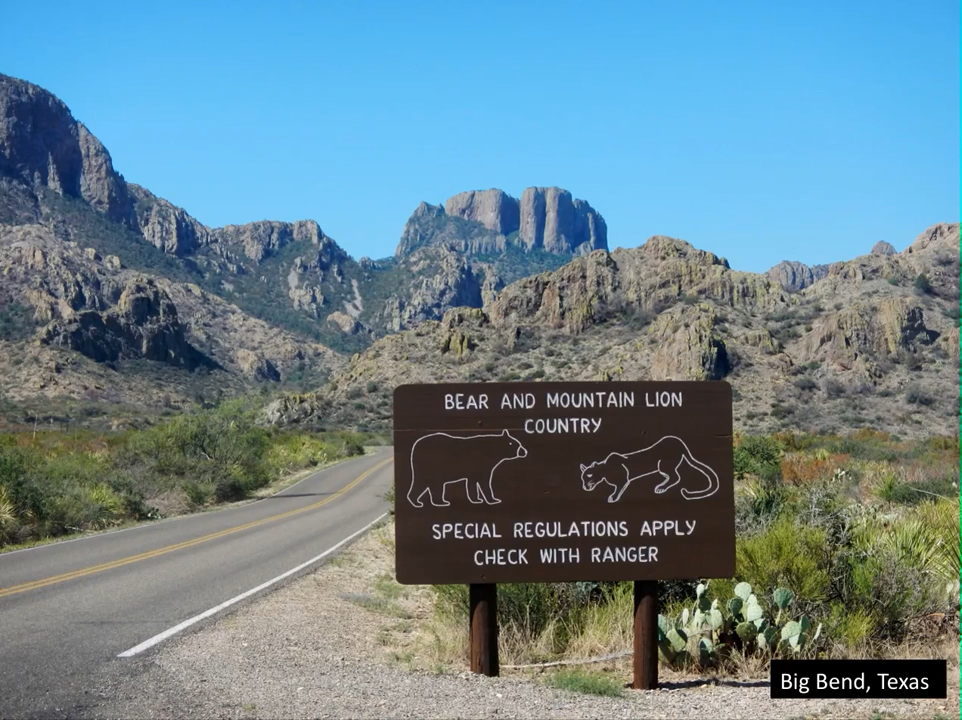 BEAR AND MOUNTAIN LION
COUNTRY
SPECIAL REGULATIONS APPLY
CHECK WITH RANGER
Big Bend, Texas